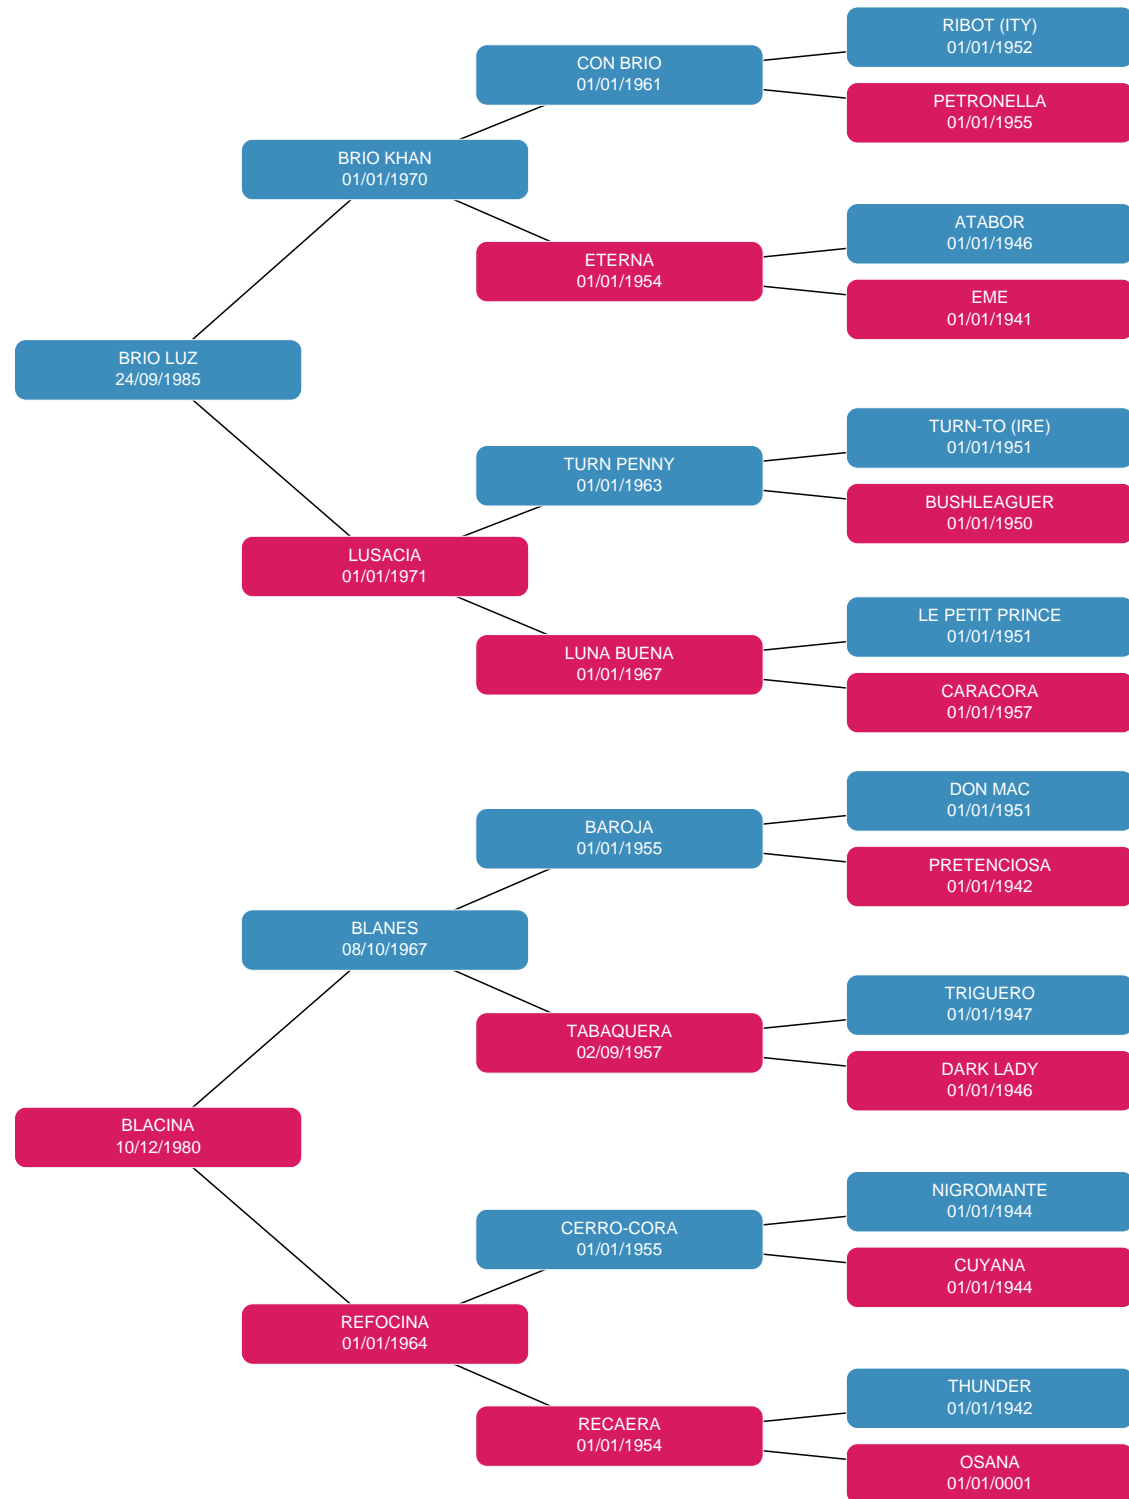 RIBOT (ITY)
01/01/1952
CON BRIO
01/01/1961
PETRONELLA
01/01/1955
BRIO KHAN
01/01/1970
ATABOR
01/01/1946
ETERNA
01/01/1954
EME
01/01/1941
BRIO LUZ
24/09/1985
TURN-TO (IRE)
01/01/1951
TURN PENNY
01/01/1963
BUSHLEAGUER
01/01/1950
LUSACIA
01/01/1971
LE PETIT PRINCE
01/01/1951
LUNA BUENA
01/01/1967
CARACORA
01/01/1957
DON MAC
01/01/1951
BAROJA
01/01/1955
PRETENCIOSA
01/01/1942
BLANES
08/10/1967
TRIGUERO
01/01/1947
TABAQUERA
02/09/1957
DARK LADY
01/01/1946
BLACINA
10/12/1980
NIGROMANTE
01/01/1944
CERRO-CORA
01/01/1955
CUYANA
01/01/1944
REFOCINA
01/01/1964
THUNDER
01/01/1942
RECAERA
01/01/1954
OSANA
01/01/0001